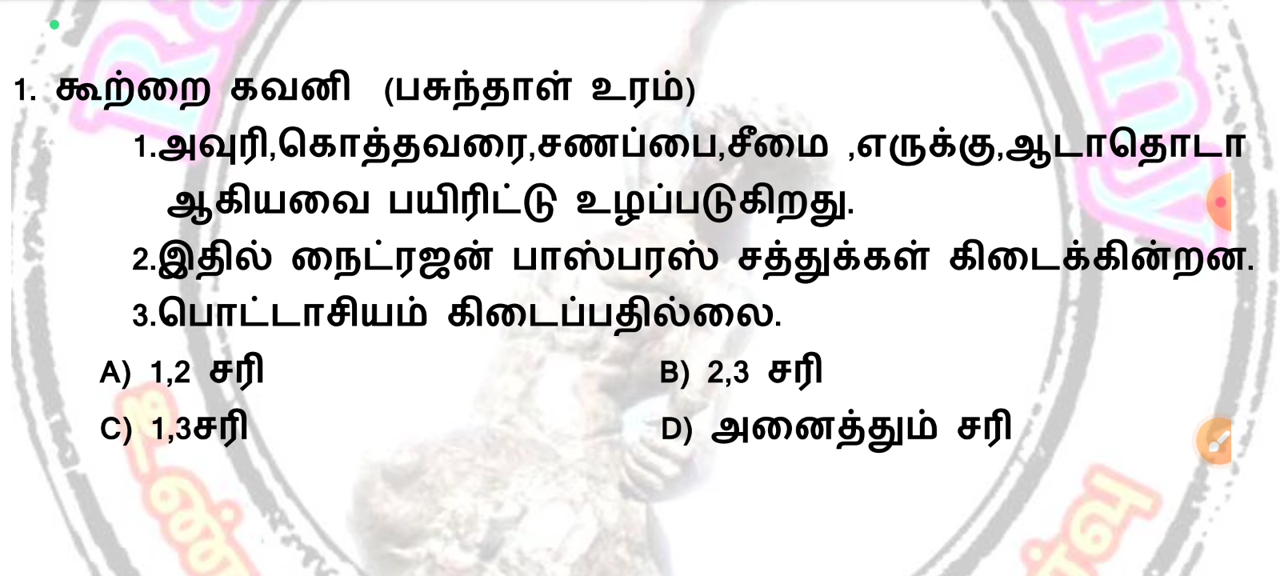 1. கூற்றை கவனி (பசுந்தாள் உரம்)
1.அவுரி,கொத்தவரை,சணப்பை,சீமை ,எருக்கு,ஆடாதொடா
ஆகியவை பயிரிட்டு உழப்படுகிறது.
2.இதில் நைட்ரஜன் பாஸ்பரஸ் சத்துக்கள் கிடைக்கின்றன.
3.பொட்டாசியம் கிடைப்பதில்லை.
A) 1,2 சரி B) 2,3 சரி
C) 1,3சரி D) அனைத்தும் சரி